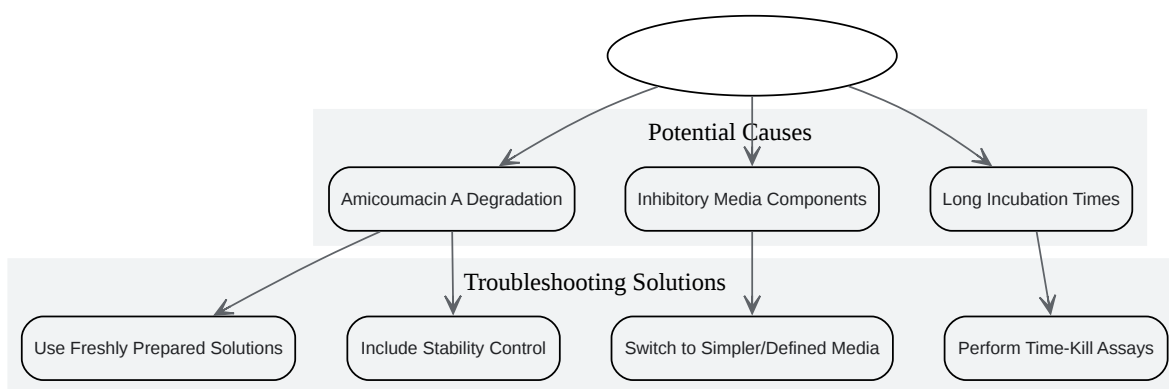 Potential Causes
Amicoumacin A Degradation
Inhibitory Media Components
Long Incubation Times
Troubleshooting Solutions
Use Freshly Prepared Solutions
Include Stability Control
Switch to Simpler/Defined Media
Perform Time-Kill Assays